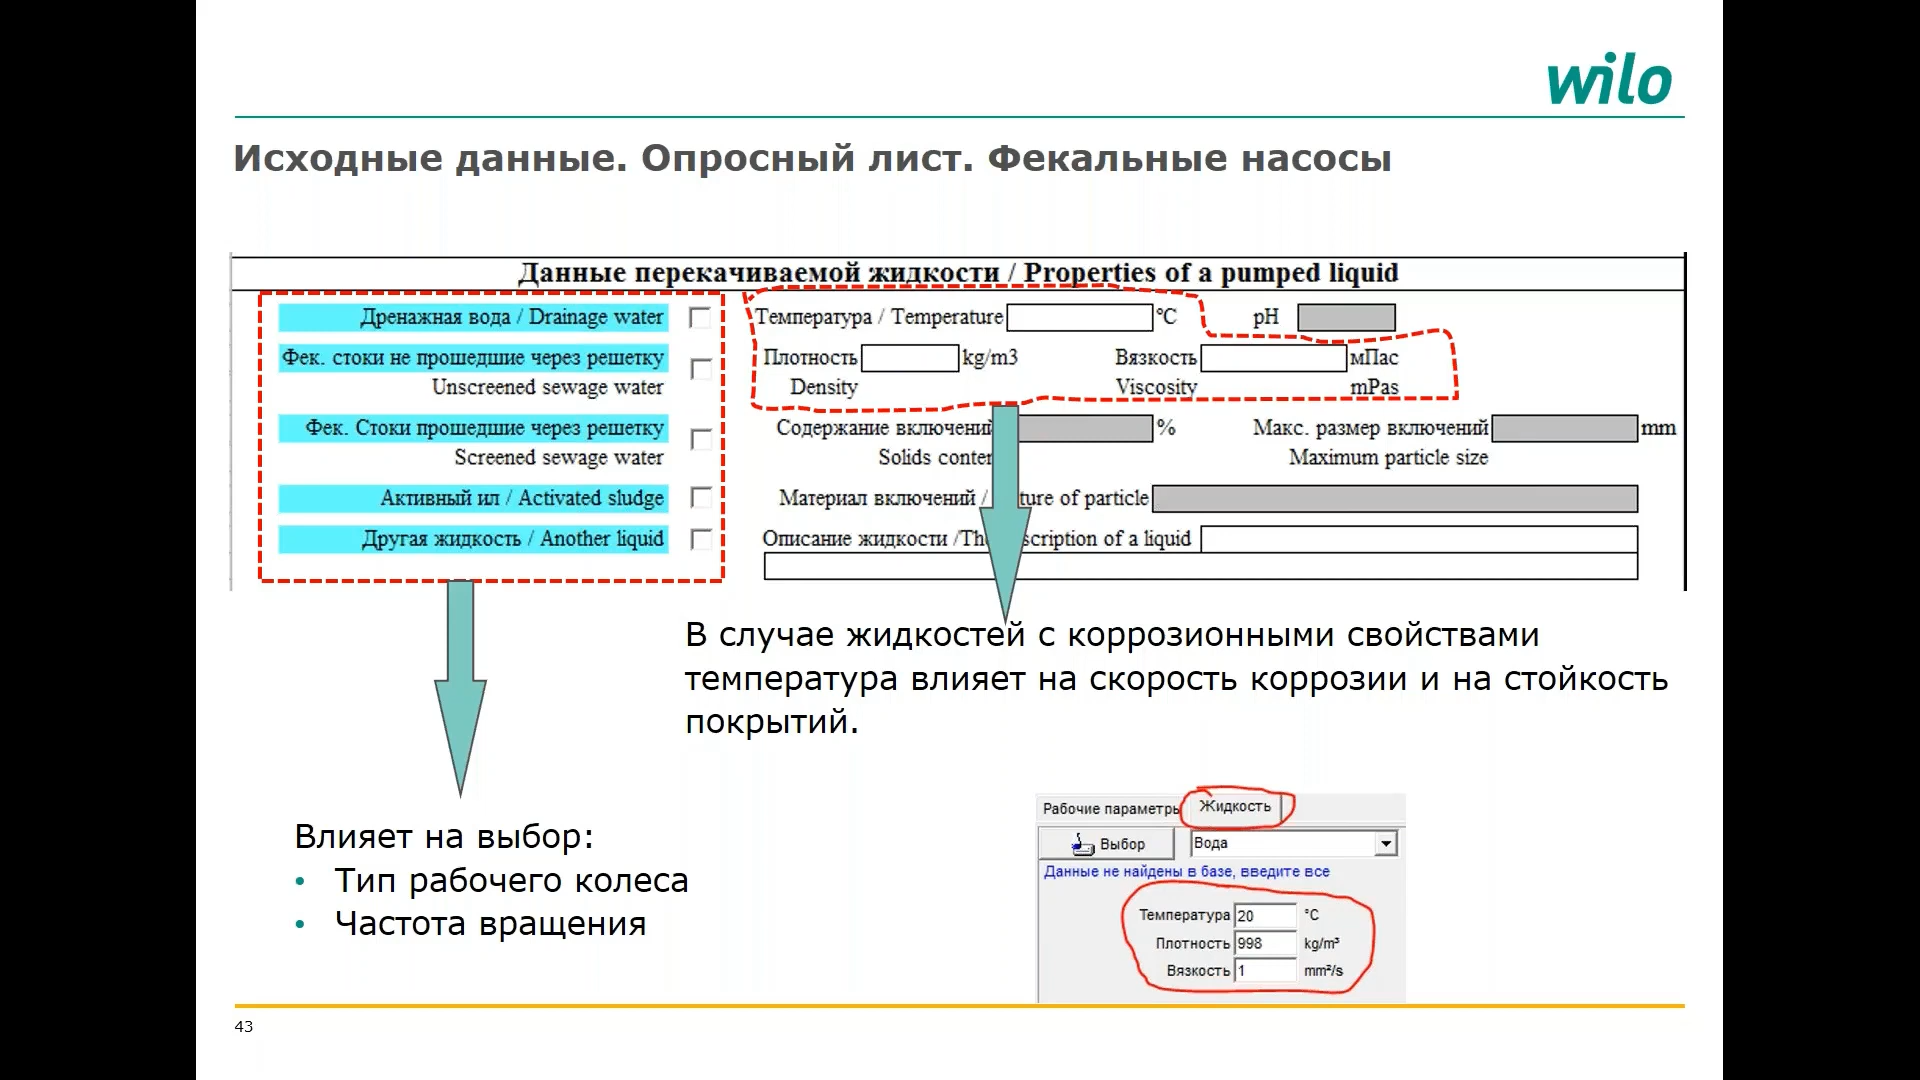 wilo
Исходные данные. Опросный лист. Фекальные насосы
Данные перекачиваемой жидкости / Properties of a pumped liquid
Дренажная вода / Drainage water
Температура / Temperature °C pH
Фек. стоки не прошедшие через решетку
Плотность kg/m3 Вязкость мПас
Unscreened sewage water
Density Viscosity mPas
Фек. Стоки прошедшие через решетку
Содержание включений % Макс. размер включений mm
Screened sewage water
Solids conten Maximum particle size
Активный ил / Activated sludge
Материал включений / ture of particle
Другая жидкость / Another liquid
Описание жидкости /The scription of a liquid
В случае жидкостей с коррозионными свойствами
температура влияет на скорость коррозии и на стойкость
покрытий.
Влияет на выбор:
• Тип рабочего колеса
• Частота вращения
Рабочие параметры Жидкость
Выбор Вода
Данные не найдены в базе, введите все
Температура 20 °C
Плотность 998 kg/m³
Вязкость 1 mm²/s
43